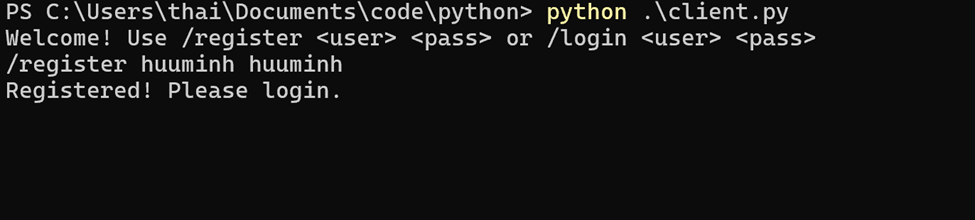 PS C:\Users\thai\Documents\code\python> python .\client.py
Welcome! Use /register <user> <pass> or /login <user> <pass>
/register huuminh huuminh
Registered! Please login.